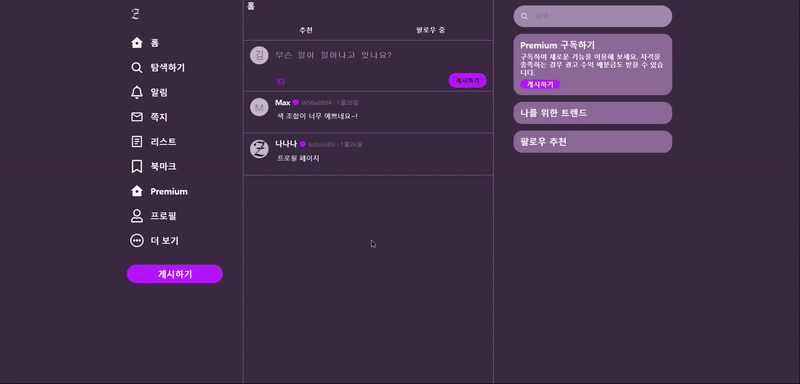 홈
탐색하기
알림
쪽지
리스트
북마크
Premium
프로필
더 보기
게시하기
홈
추천
팔로우 중
김
무슨 일이 일어나고 있나요?
게시하기
M
Max
1월26일
색 조합이 너무 예쁘네요~!
나나나
1월26일
프로필 페이지
검색
Premium 구독하기
구독하여 새로운 기능을 이용해 보세요. 자격을
충족하는 경우 광고 수익 배분금도 받을 수 있습
니다.
게시하기
나를 위한 트렌드
팔로우 추천